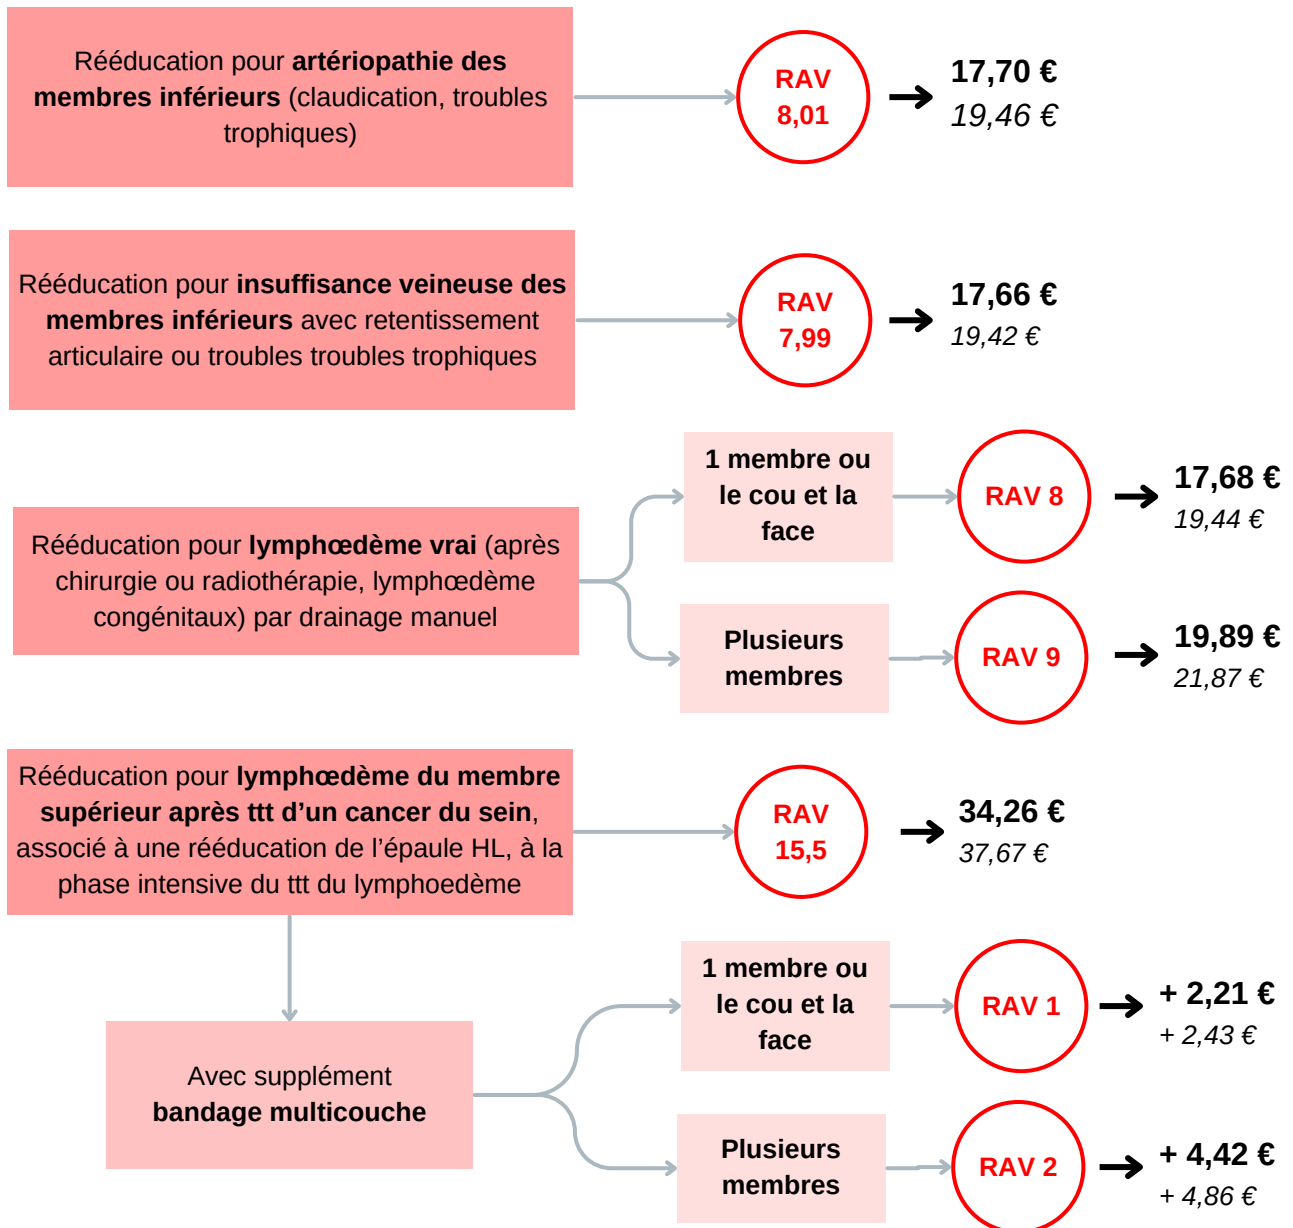 Rééducation pour artériopathie des
membres inférieurs (claudication, troubles
trophiques)
RAV
8,01
17,70 €
19,46 €
Rééducation pour insuffisance veineuse des
membres inférieurs avec retentissement
articulaire ou troubles troubles trophiques
RAV
7,99
17,66 €
19,42 €
Rééducation pour lymphœdème vrai (après
chirurgie ou radiothérapie, lymphœdème
congénitaux) par drainage manuel
1 membre ou
le cou et la
face
RAV 8
17,68 €
19,44 €
Plusieurs
membres
RAV 9
19,89 €
21,87 €
Rééducation pour lymphœdème du membre
supérieur après ttt d’un cancer du sein,
associé à une rééducation de l’épaule HL, à la
phase intensive du ttt du lymphoedème
RAV
15,5
34,26 €
37,67 €
Avec supplément
bandage multicouche
1 membre ou
le cou et la
face
RAV 1
+ 2,21 €
+ 2,43 €
Plusieurs
membres
RAV 2
+ 4,42 €
+ 4,86 €